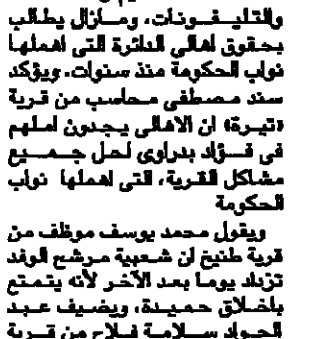 والتليفونات، ومازال يطالب
بحقوق اهالى الدائرة التى اهملها
نواب الحكومة منذ سنوات، ويؤكد
سند مصطفى محاسب من قرية
«تيرة» ان الاهالى يجدون املهم
فى فؤاد بدراوى لحل جميع
مشاكل القرية، التى اهملها نواب
الحكومة
ويقول محمد يوسف موظف من
قرية طنيخ ان شعبية مرشح الوفد
تزداد يوما بعد الآخر لأنه يتمتع
باخلاق حميدة، ويضيف عبد
الجواد سلامة فلاح من قرية